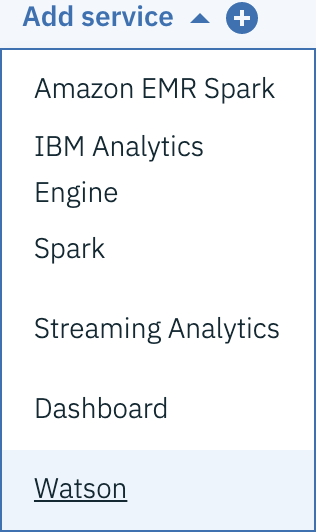 Add service
Amazon EMR Spark
IBM Analytics
Engine
Spark
Streaming Analytics
Dashboard
Watson